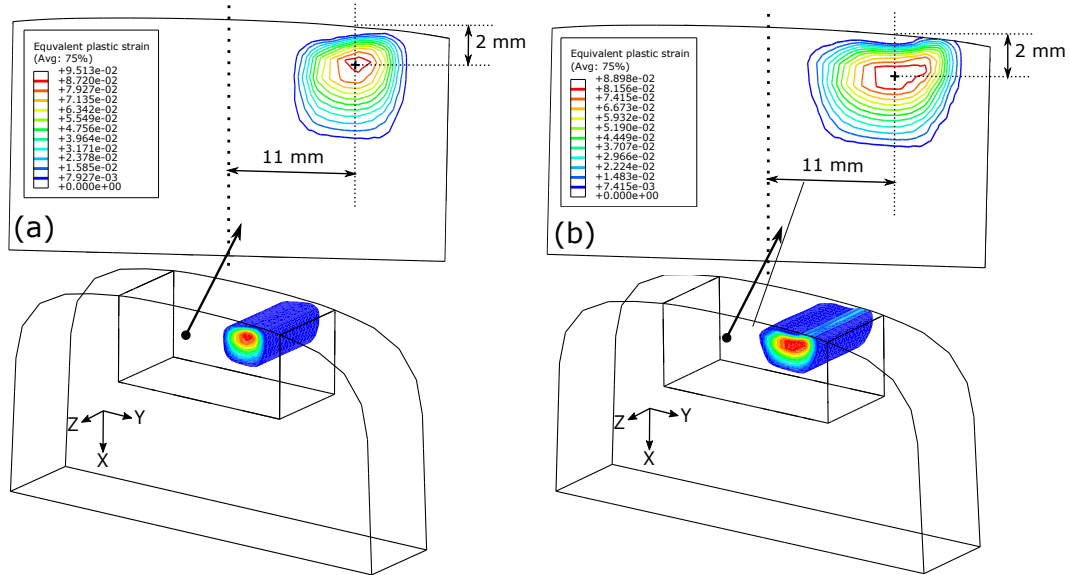 2 mm
Equivalent plastic strain
(Avg: 75%)
+9.513e-02
+8.720e-02
+7.927e-02
+7.135e-02
+6.342e-02
+5.549e-02
+4.756e-02
+3.964e-02
+3.171e-02
+2.378e-02
+1.585e-02
+7.927e-03
+0.000e+00
11 mm
(a)
Z
Y
X
2 mm
Equivalent plastic strain
(Avg: 75%)
+8.898e-02
+8.156e-02
+7.415e-02
+6.673e-02
+5.932e-02
+5.190e-02
+4.449e-02
+3.707e-02
+2.966e-02
+2.224e-02
+1.483e-02
+7.415e-03
+0.000e+00
11 mm
(b)
Z
Y
X